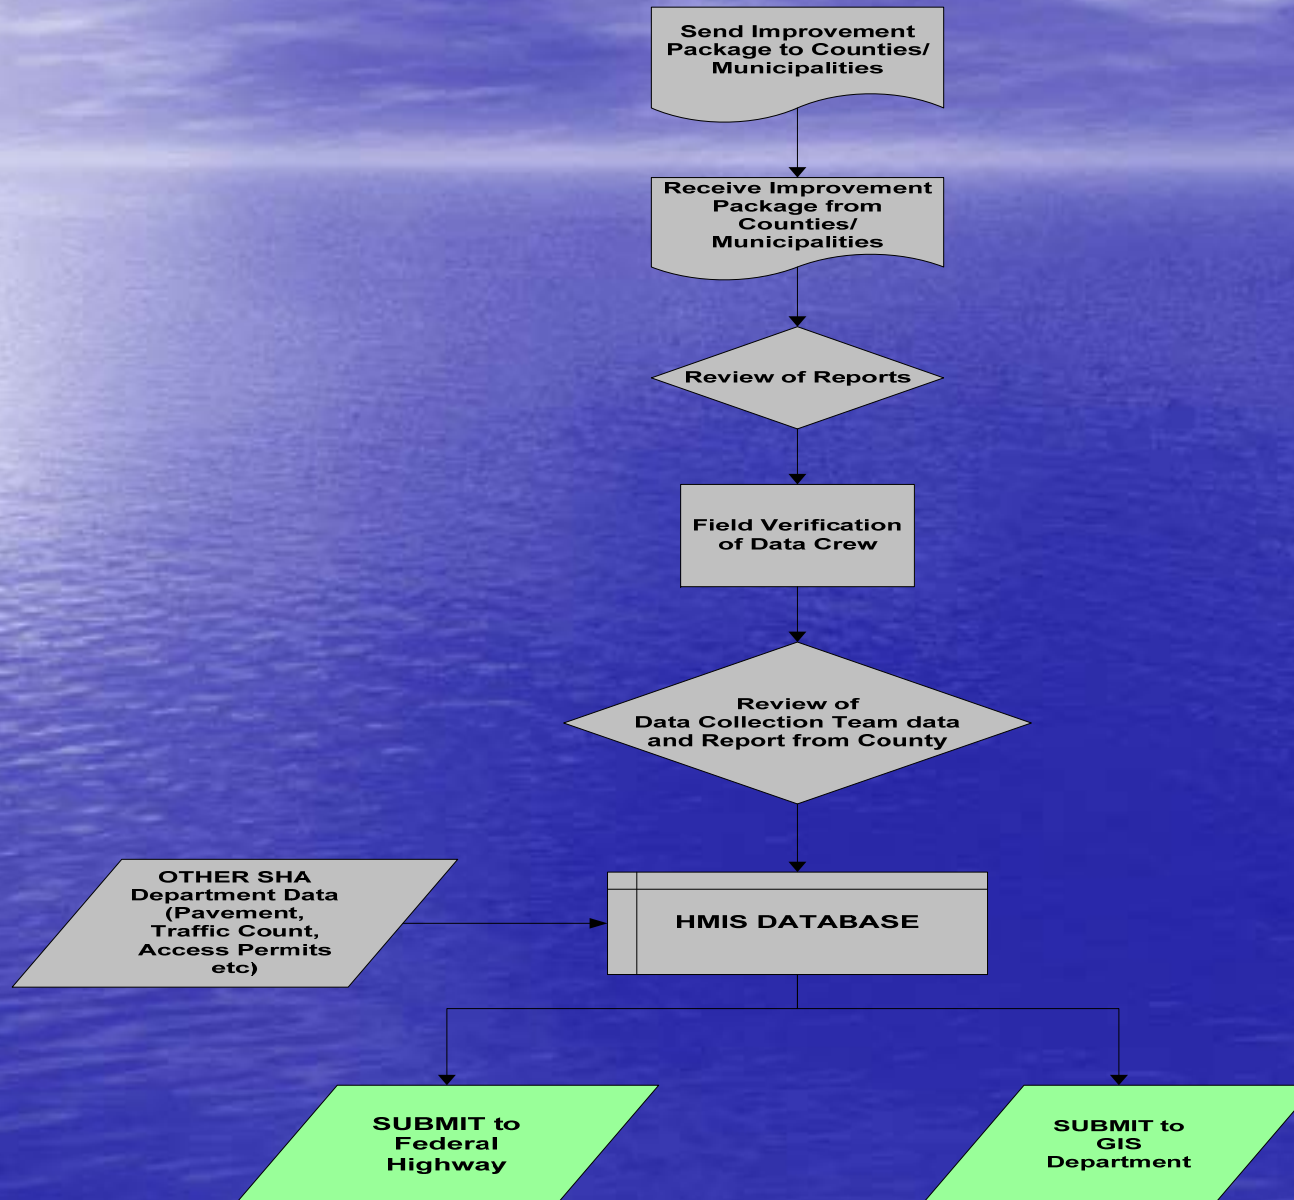 Send Improvement
Package to Counties/
Municipalities
Receive Improvement
Package from
Counties/
Municipalities
Review of Reports
Field Verification
of Data Crew
Review of
Data Collection Team data
and Report from County
OTHER SHA
Department Data
(Pavement,
Traffic Count,
Access Permits
etc)
HMIS DATABASE
SUBMIT to
Federal
Highway
SUBMIT to
GIS
Department